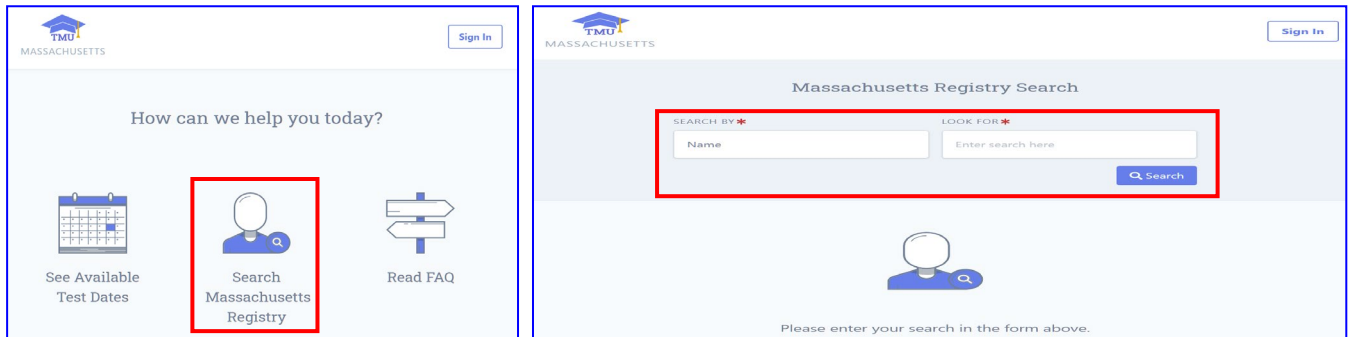 TMU
MASSACHUSETTS
Sign In
How can we help you today?
See Available
Test Dates
Search
Massachusetts
Registry
Read FAQ
TMU
MASSACHUSETTS
Sign In
Massachusetts Registry Search
SEARCH BY* LOOK FOR*
Name Enter search here
Search
Please enter your search in the form above.